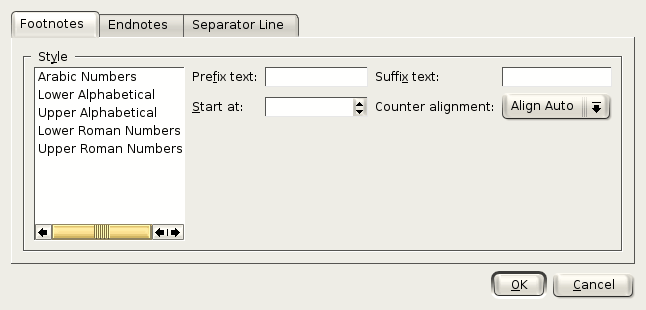 Footnotes Endnotes Separator Line
Style
Arabic Numbers
Lower Alphabetical
Upper Alphabetical
Lower Roman Numbers
Upper Roman Numbers
Prefix text: Suffix text:
Start at: Counter alignment: Align Auto
OK Cancel